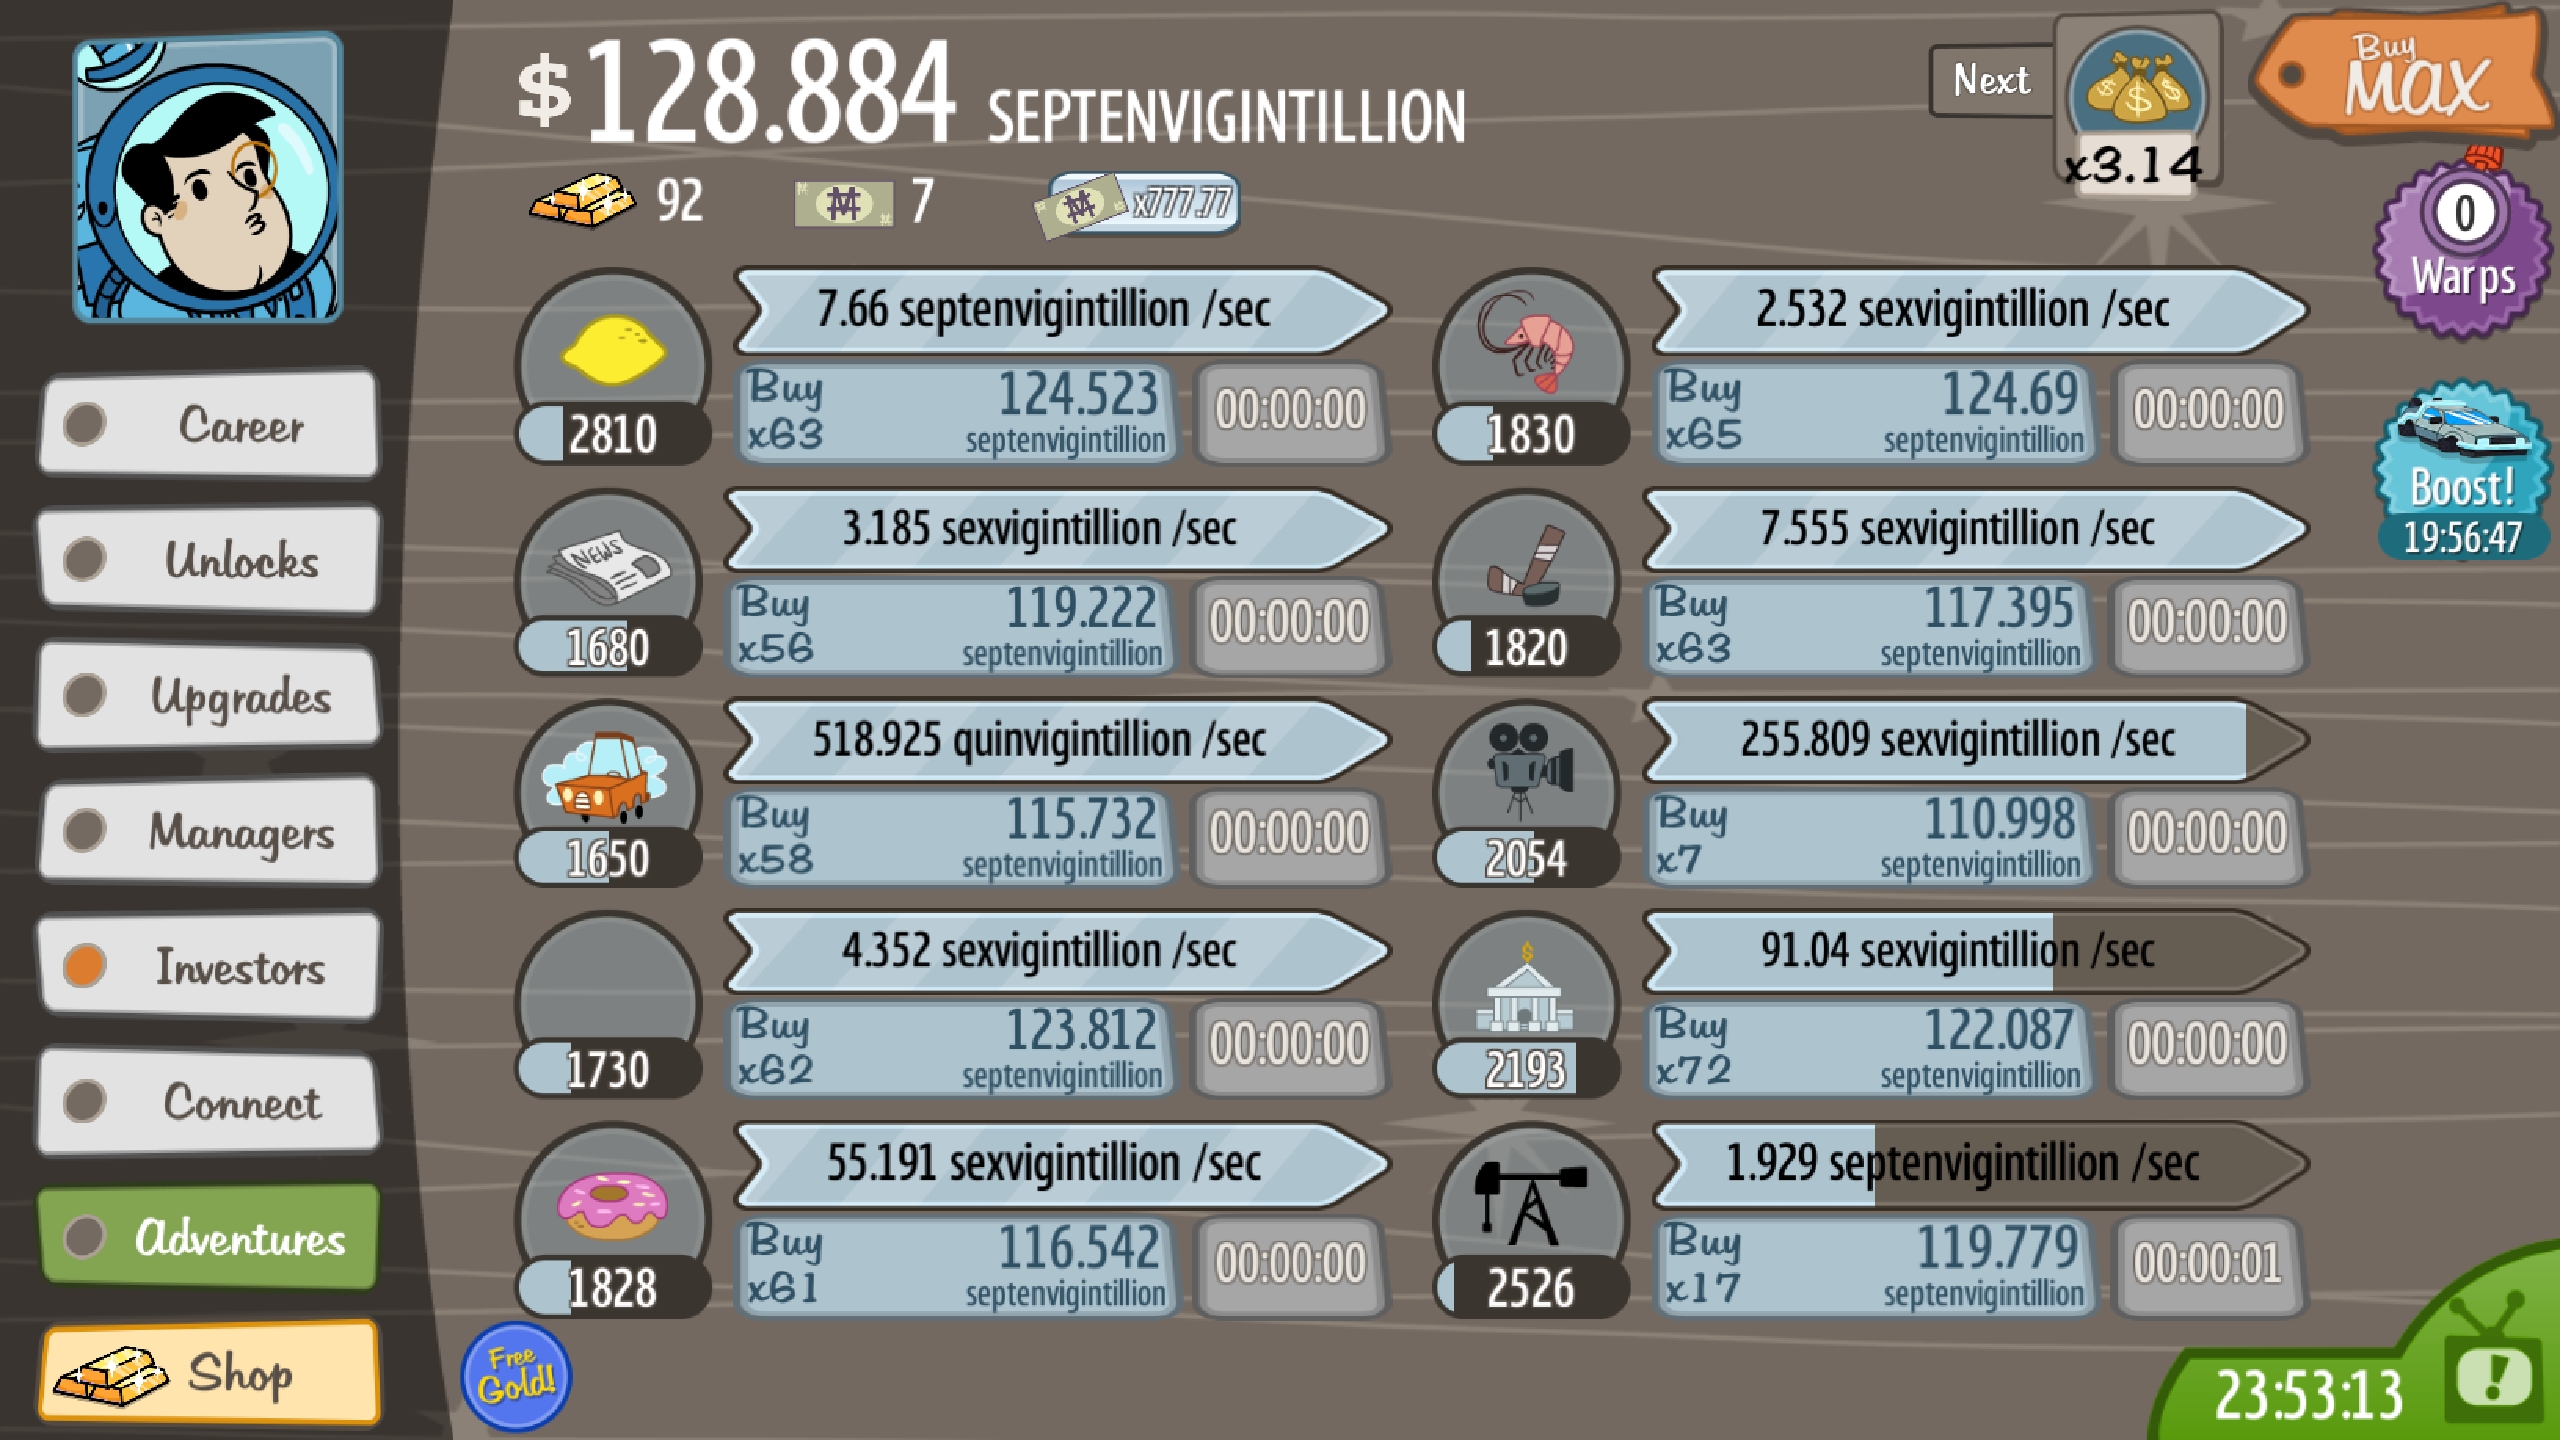 $128.884 SEPTENVIGINTILLION
Next
x3.14
Buy
MAX
92
7
x777.77
0
Warps
Boost!
19:56:47
Career
Unlocks
Upgrades
Managers
Investors
Connect
Adventures
Shop
7.66 septenvigintillion /sec
2810
Buy
x63
124.523
septenvigintillion
00:00:00
2.532 sexvigintillion /sec
1830
Buy
x65
124.69
septenvigintillion
00:00:00
NEWS
3.185 sexvigintillion /sec
1680
Buy
x56
119.222
septenvigintillion
00:00:00
7.555 sexvigintillion /sec
1820
Buy
x63
117.395
septenvigintillion
00:00:00
518.925 quinvigintillion /sec
1650
Buy
x58
115.732
septenvigintillion
00:00:00
255.809 sexvigintillion /sec
2054
Buy
x7
110.998
septenvigintillion
00:00:00
4.352 sexvigintillion /sec
1730
Buy
x62
123.812
septenvigintillion
00:00:00
91.04 sexvigintillion /sec
2193
Buy
x72
122.087
septenvigintillion
00:00:00
55.191 sexvigintillion /sec
1828
Buy
x61
116.542
septenvigintillion
00:00:00
1.929 septenvigintillion /sec
2526
Buy
x17
119.779
septenvigintillion
00:00:01
Free
Gold!
23:53:13